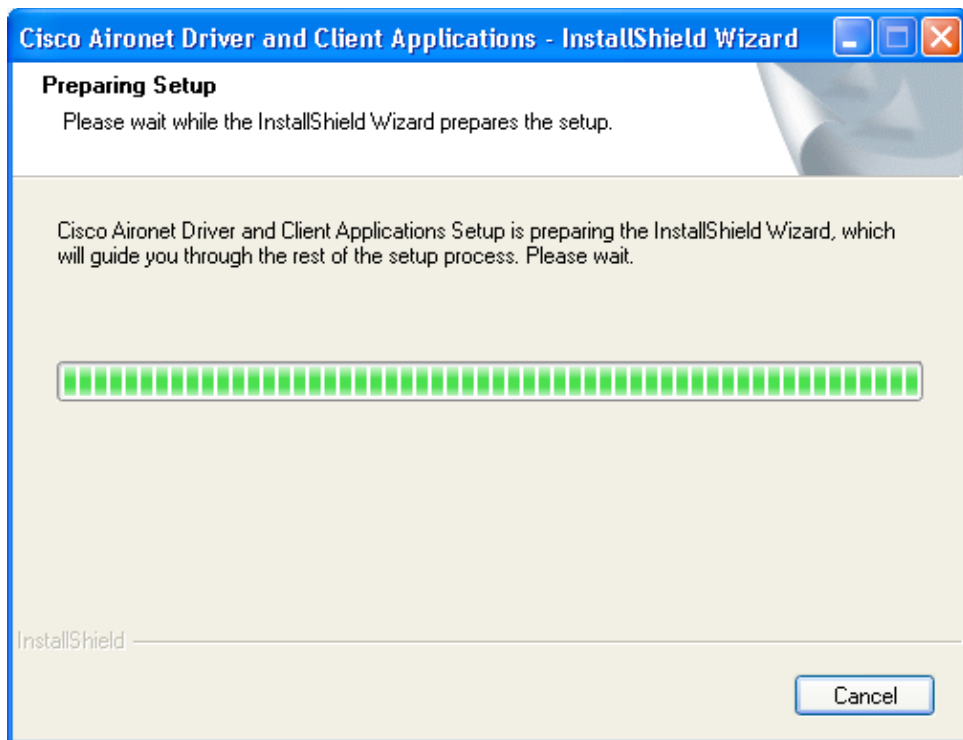 Cisco Aironet Driver and Client Applications - InstallShield Wizard
Preparing Setup
Please wait while the InstallShield Wizard prepares the setup.
Cisco Aironet Driver and Client Applications Setup is preparing the InstallShield Wizard, which
will guide you through the rest of the setup process. Please wait.
InstallShield
Cancel